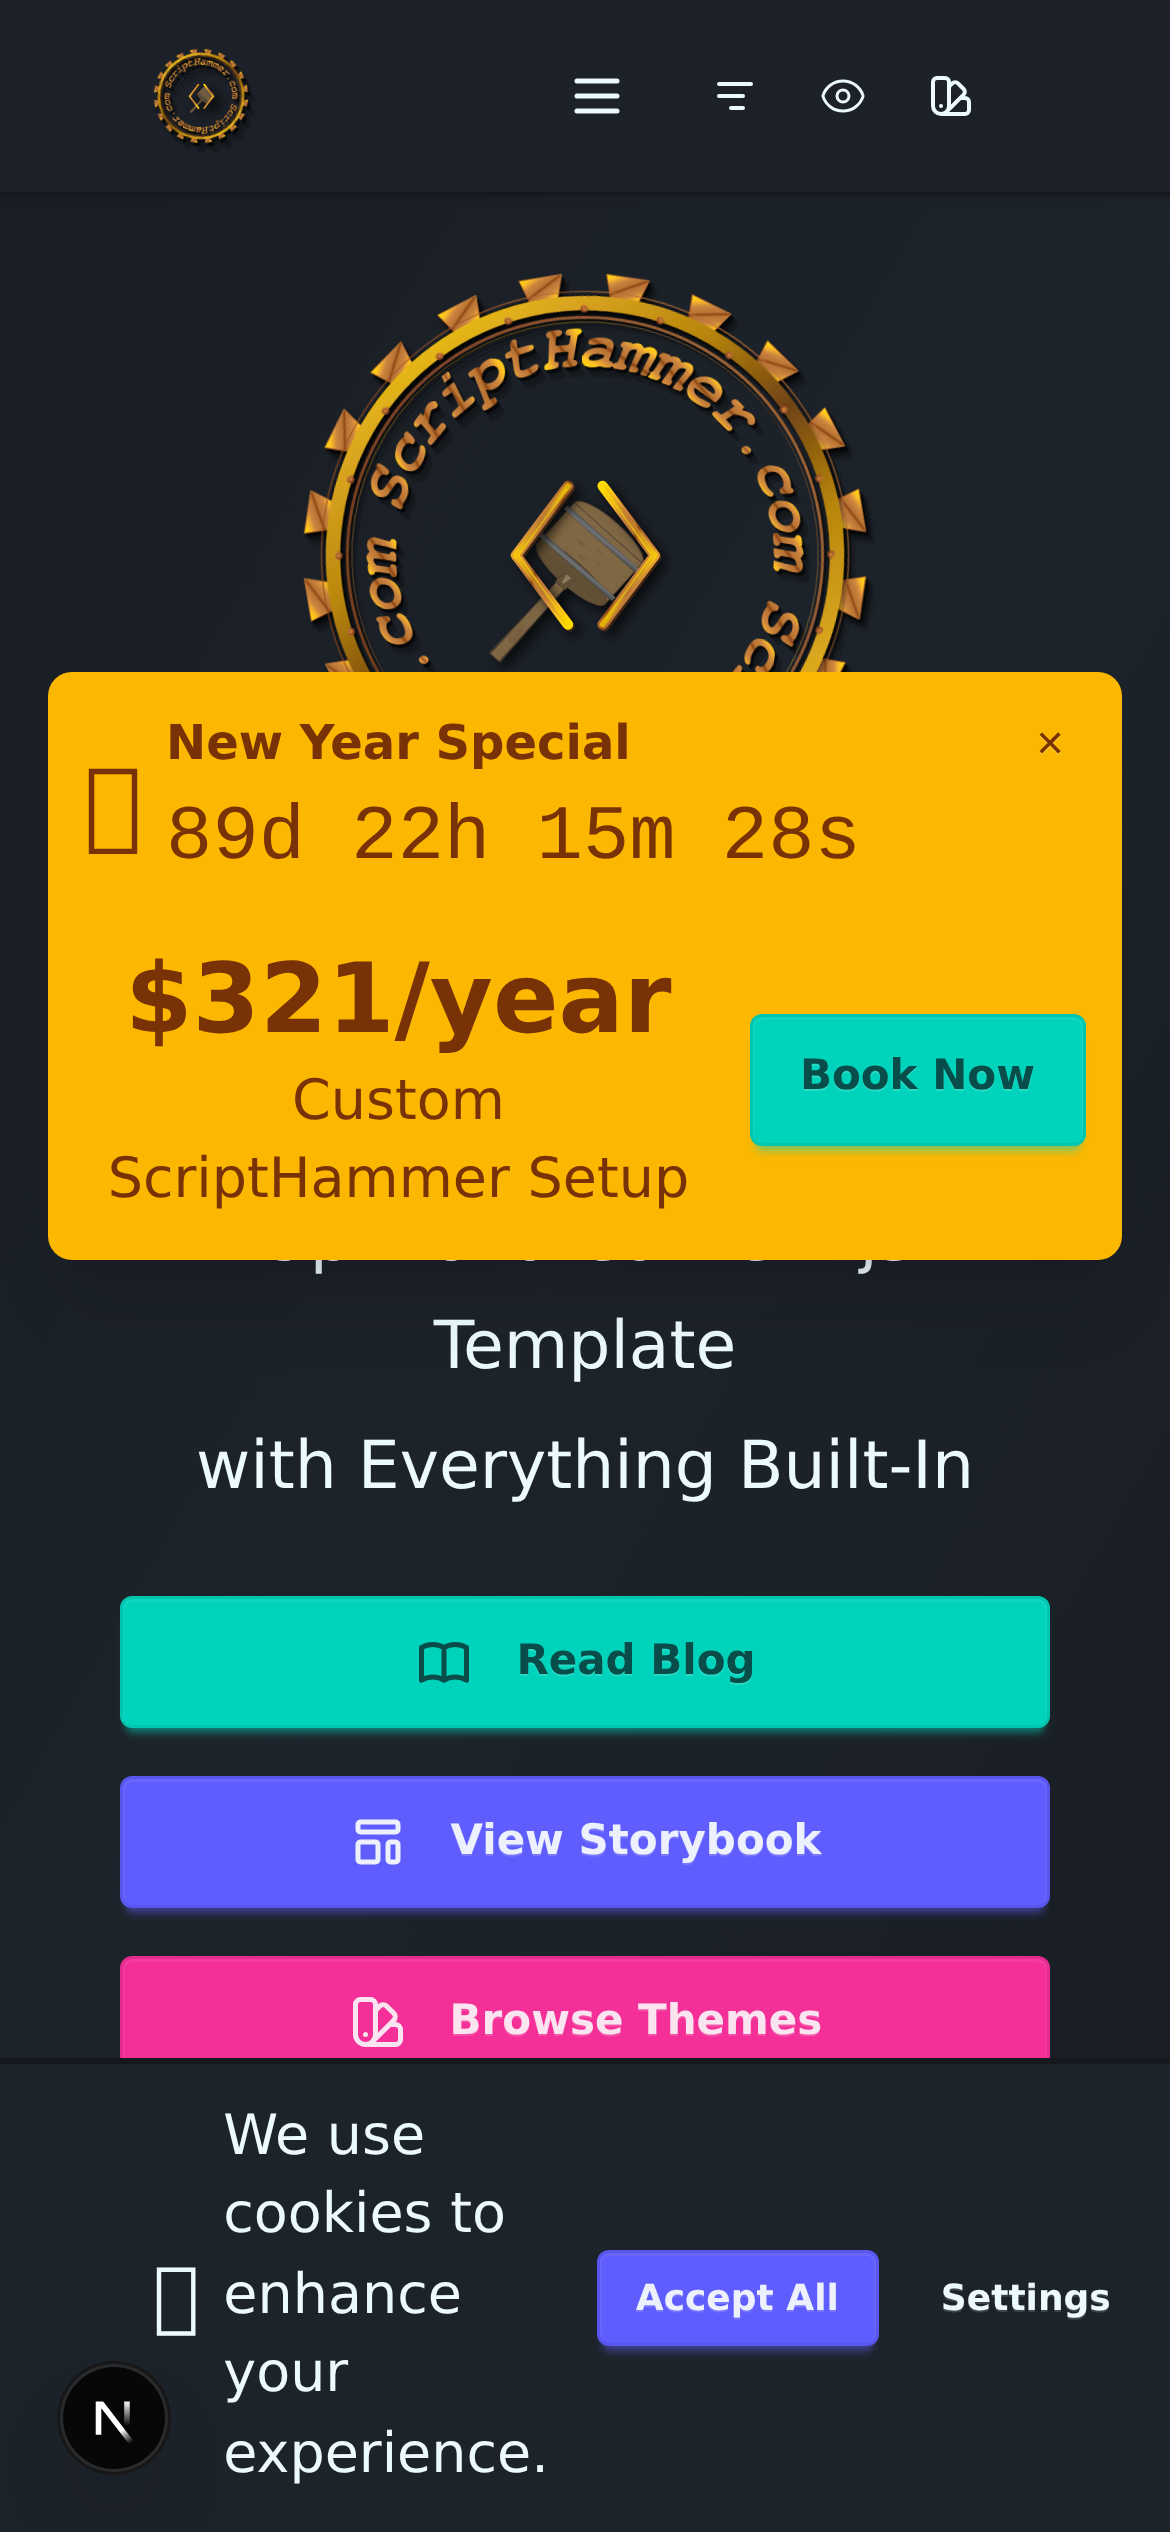 ScriptHammer.com ScriptHammer.com
ScriptHammer.com
.com
Sc
New Year Special
×
89d 22h 15m 28s
$321/year
Custom
ScriptHammer Setup
Book Now
Template
with Everything Built-In
Read Blog
View Storybook
Browse Themes
We use
cookies to
enhance
your
experience.
Accept All
Settings
N